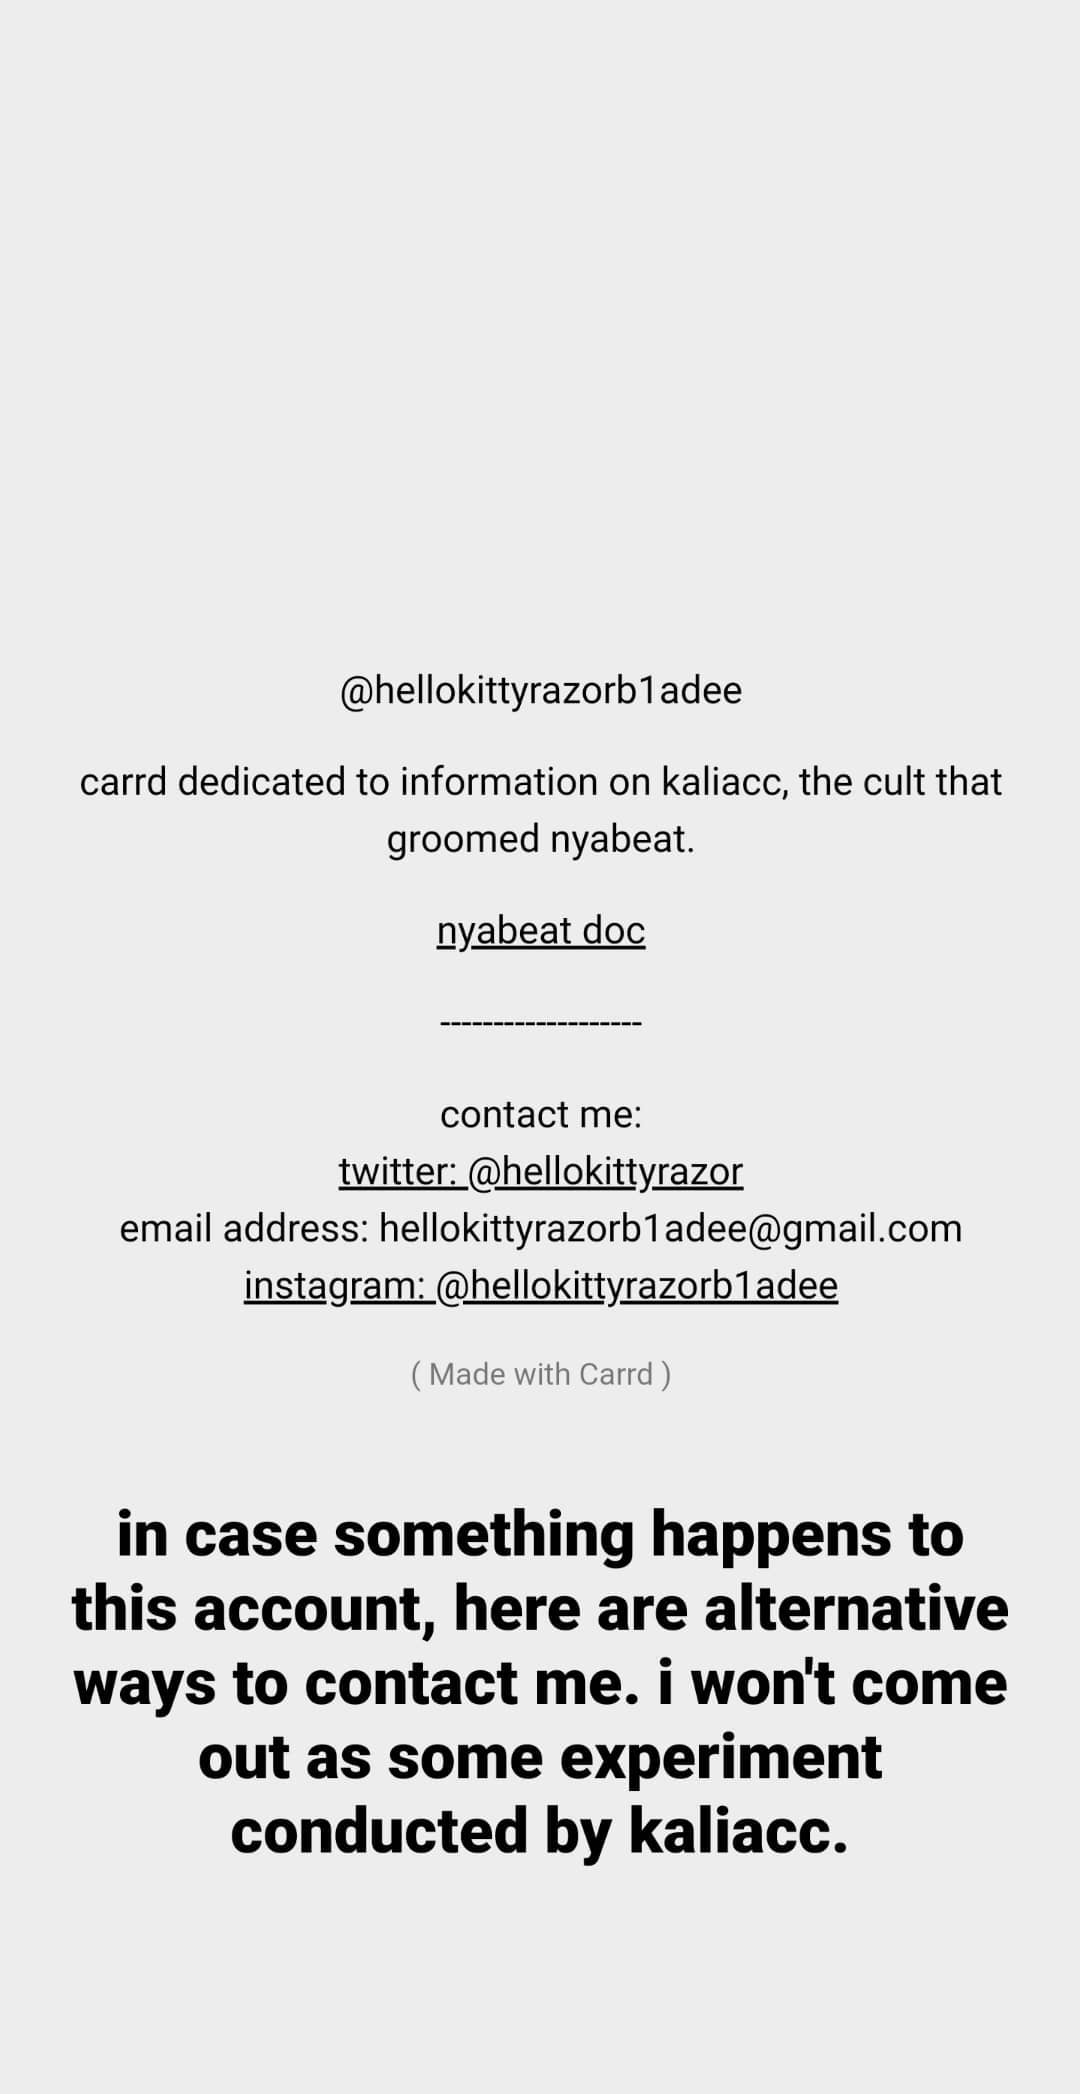 @hellokittyrazorb1adee
carrd dedicated to information on kaliacc, the cult that
groomed nyabeat.
nyabeat doc
-------------------
contact me:
twitter: @hellokittyrazor
email address: hellokittyrazorb1adee@gmail.com
instagram: @hellokittyrazorb1adee
( Made with Carrd )
in case something happens to
this account, here are alternative
ways to contact me. i won't come
out as some experiment
conducted by kaliacc.